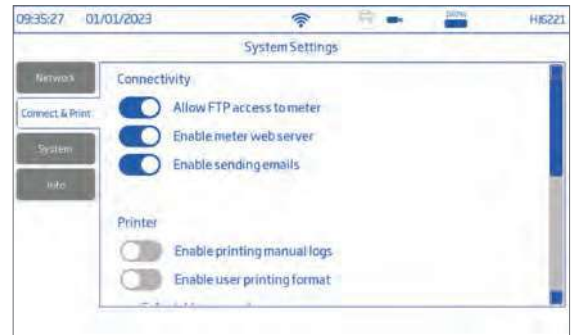 09:35:27 01/01/2023 100% HI6221
System Settings
Network
Connect & Print
System
Info
Connectivity
Allow FTP access to meter
Enable meter web server
Enable sending emails
Printer
Enable printing manual logs
Enable user printing format